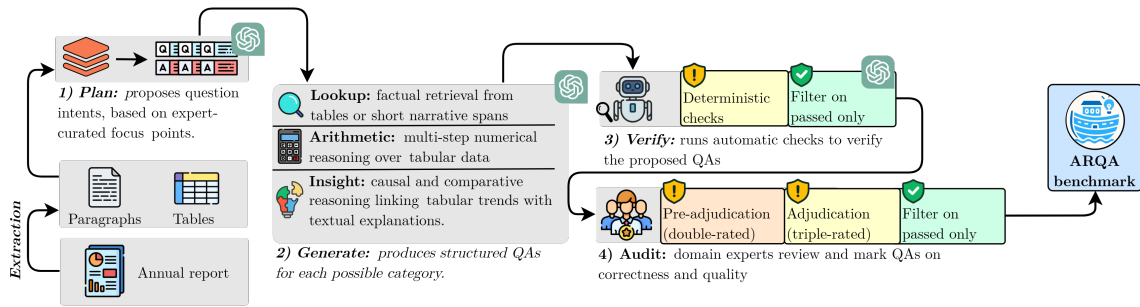 Q Q Q
A A A
1) Plan: proposes question
intents, based on expert-
curated focus points.
Paragraphs
Tables
Annual report
Extraction
Lookup: factual retrieval from
tables or short narrative spans
Arithmetic: multi-step numerical
reasoning over tabular data
Insight: causal and comparative
reasoning linking tabular trends with
textual explanations.
2) Generate: produces structured QAs
for each possible category.
Deterministic
checks
Filter on
passed only
3) Verify: runs automatic checks to verify
the proposed QAs
Pre-adjudication
(double-rated)
Adjudication
(triple-rated)
Filter on
passed only
4) Audit: domain experts review and mark QAs on
correctness and quality
ARQA
benchmark